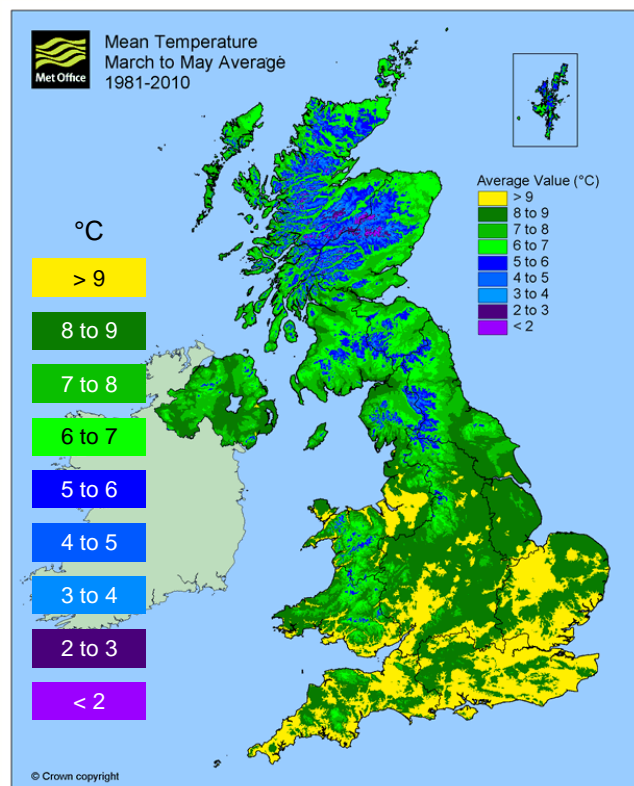 Met Office
Mean Temperature
March to May Average
1981-2010
Average Value (°C)
> 9
8 to 9
7 to 8
6 to 7
5 to 6
4 to 5
3 to 4
2 to 3
< 2
°C
> 9
8 to 9
7 to 8
6 to 7
5 to 6
4 to 5
3 to 4
2 to 3
< 2
© Crown copyright